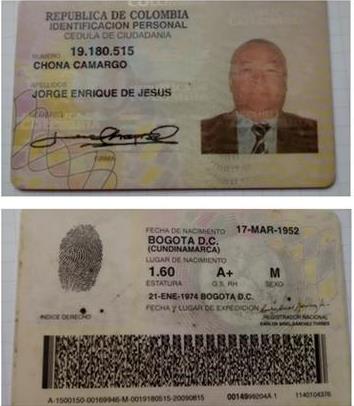 REPUBLICA DE COLOMBIA
IDENTIFICACION PERSONAL
CEDULA DE CIUDADANIA
NUMERO 19.180.515
CHONA CAMARGO
APELLIDOS
JORGE ENRIQUE DE JESUS
NOMBRES
FIRMA
FECHA DE NACIMIENTO 17-MAR-1952
BOGOTA D.C.
(CUNDINAMARCA)
LUGAR DE NACIMIENTO
1.60 A+ M
ESTATURA G.S. RH SEXO
21-ENE-1974 BOGOTA D.C.
FECHA Y LUGAR DE EXPEDICION
INDICE DERECHO
REGISTRADOR NACIONAL
A-1500150-00169946-M-0019180515-20090815 0014998204A 1 1140104376